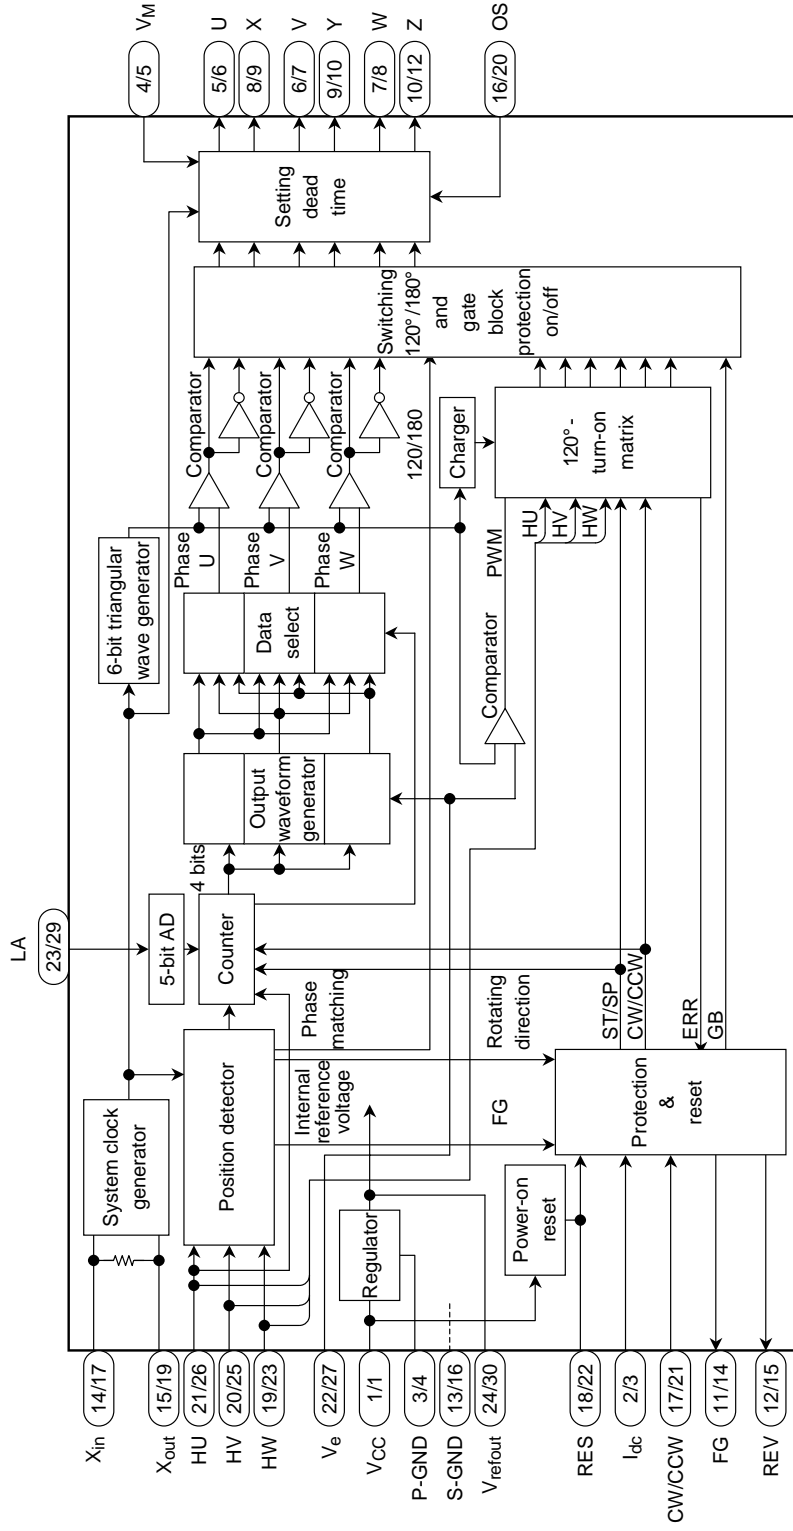 LA
23/29
Xin
14/17
Xout
15/19
HU
21/26
HV
20/25
HW
19/23
Ve
22/27
VCC
1/1
P-GND
3/4
S-GND
13/16
Vrefout
24/30
RES
18/22
Idc
2/3
CW/CCW
17/21
FG
11/14
REV
12/15
System clock
generator
Position detector
Regulator
Power-on
reset
Internal
reference
voltage
FG
Rotating
direction
Phase
matching
Protection
&
reset
ST/SP
CW/CCW
ERR
GB
5-bit AD
Counter
4 bits
Output
waveform
generator
6-bit triangular
wave generator
Data
select
Phase
U
Phase
V
Phase
W
Comparator
Comparator
Comparator
Comparator
PWM
HU
HV
HW
120/180
Charger
120°-
turn-on
matrix
Switching
120°/180°
and
gate
block
protection
on/off
Setting
dead
time
VM
4/5
U
5/6
X
8/9
V
6/7
Y
9/10
W
7/8
Z
10/12
OS
16/20